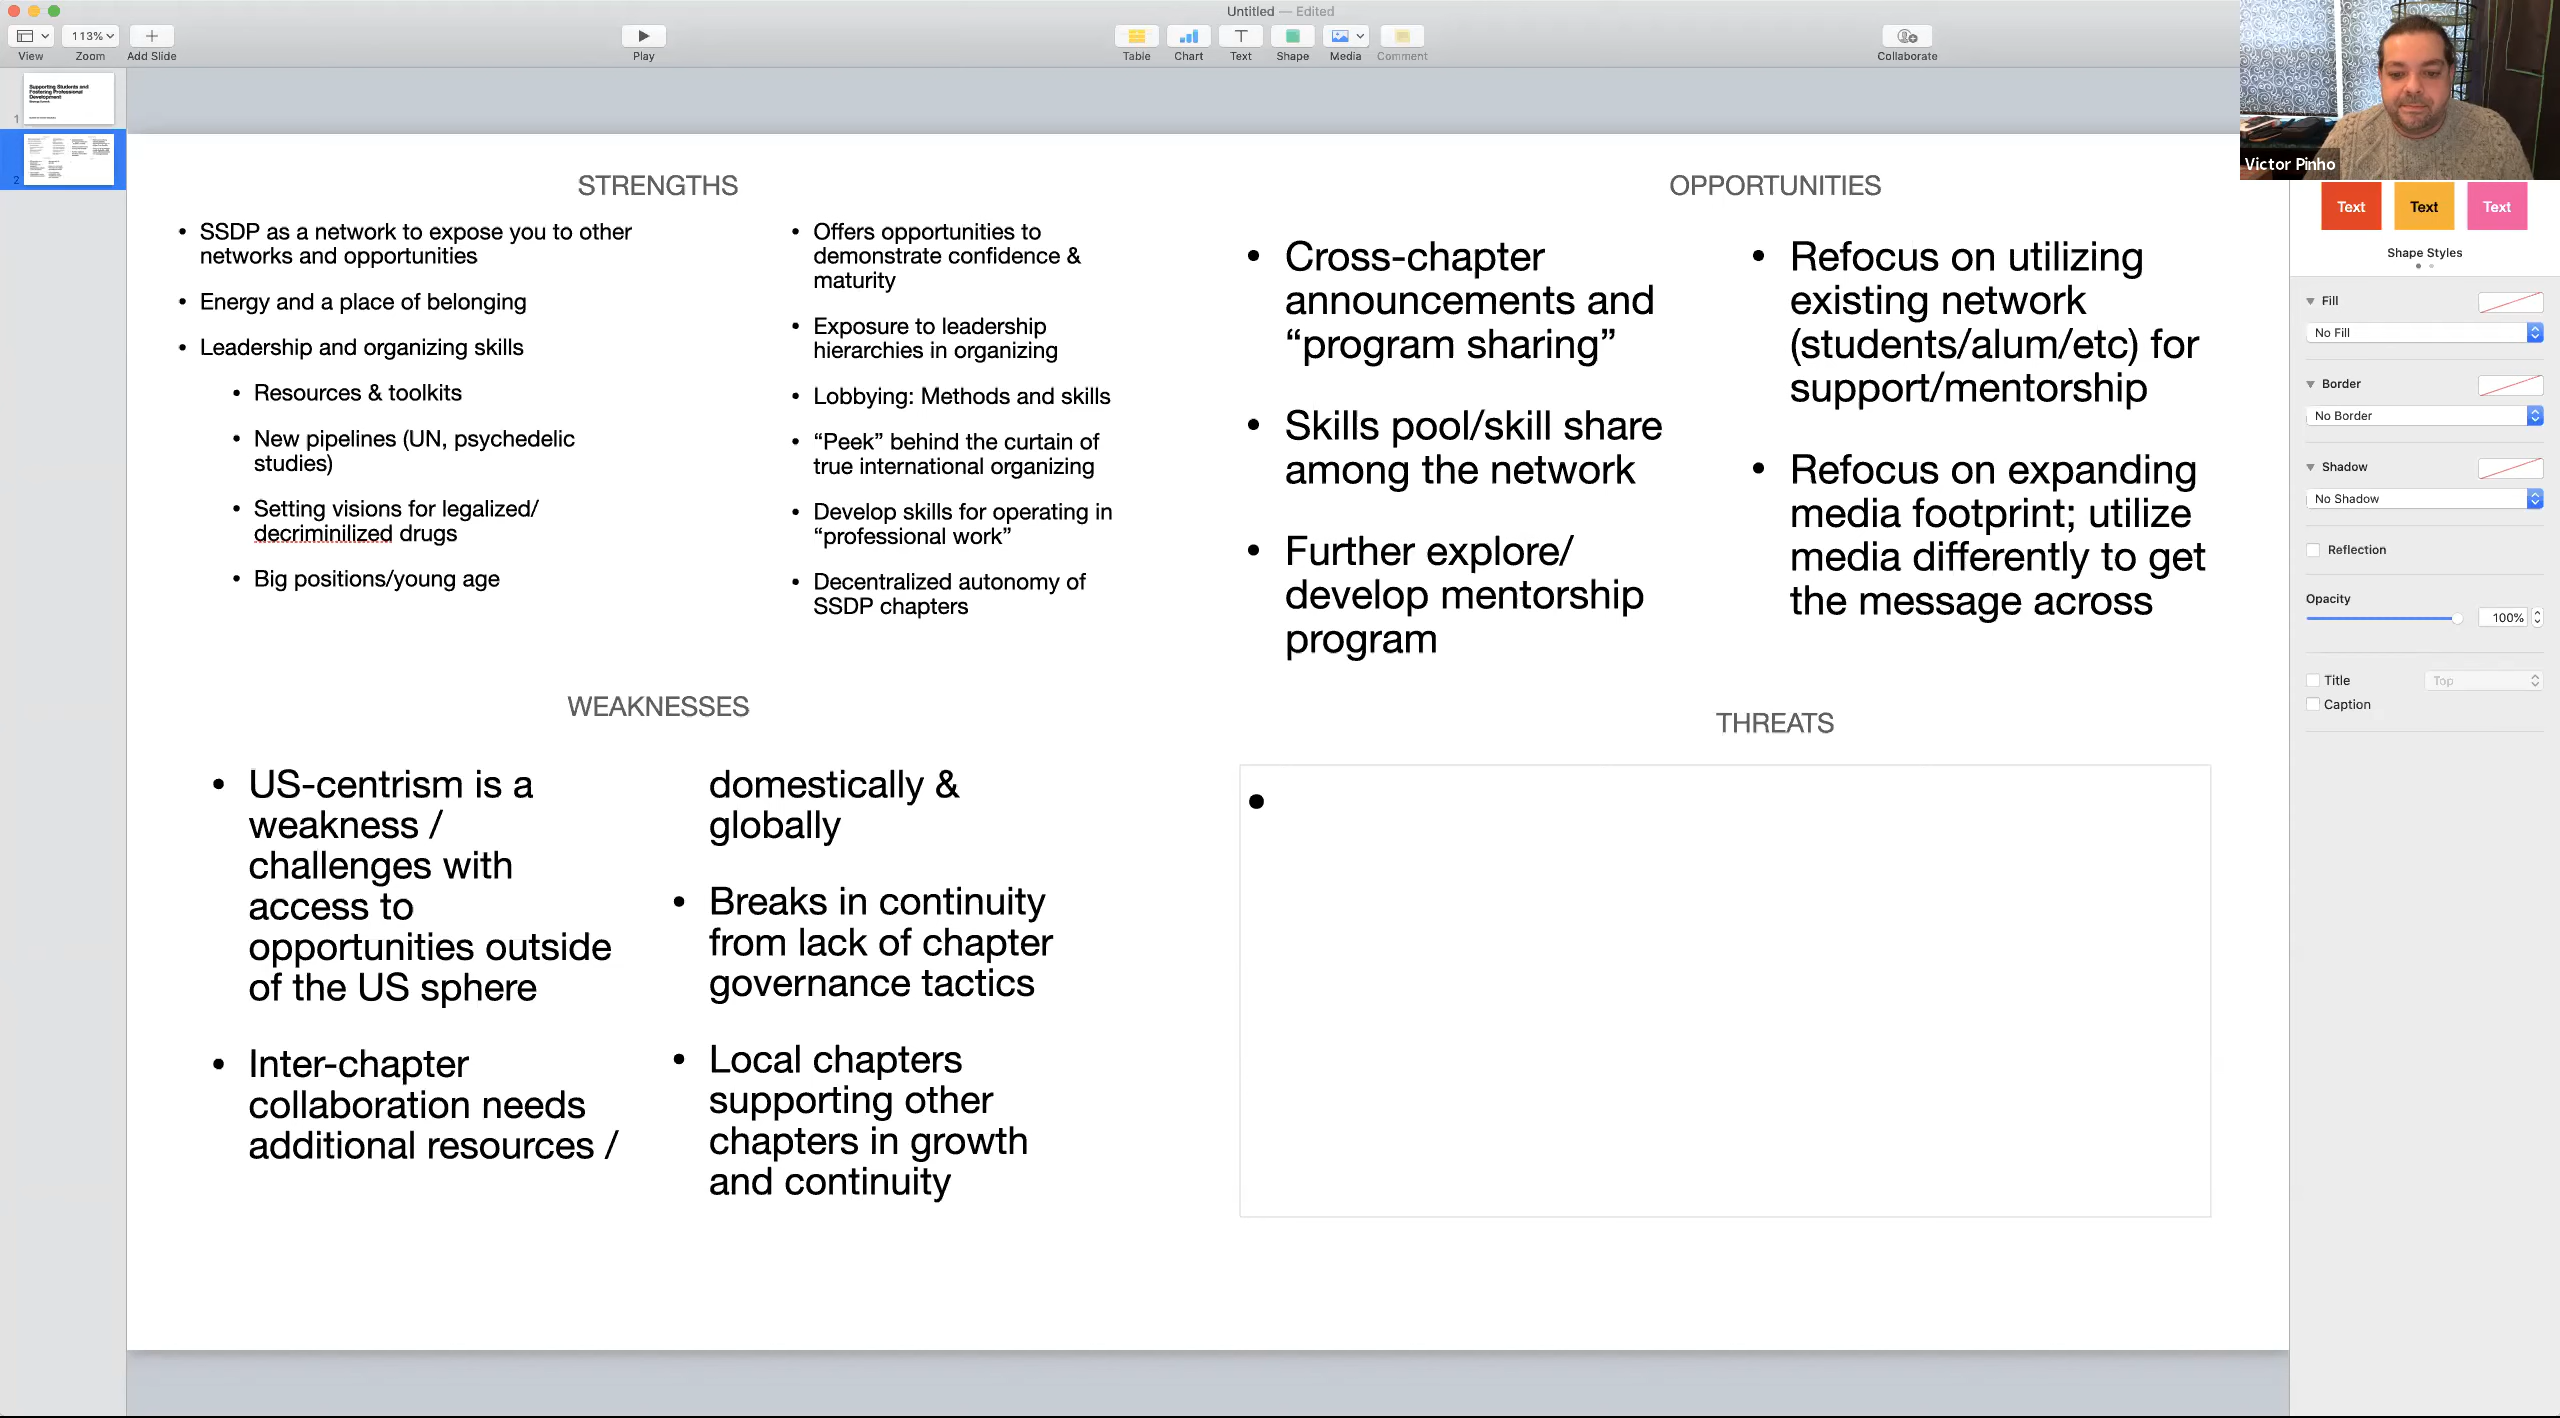 Untitled — Edited
113%
View
Zoom
Add Slide
Play
Table
Chart
Text
Shape
Media
Comment
Collaborate
Victor Pinho
1
Supporting Students and
Fostering Professional
Development
2
STRENGTHS
• SSDP as a network to expose you to other
networks and opportunities
• Energy and a place of belonging
• Leadership and organizing skills
• Resources & toolkits
• New pipelines (UN, psychedelic
studies)
• Setting visions for legalized/
decriminilized drugs
• Big positions/young age
• Offers opportunities to
demonstrate confidence &
maturity
• Exposure to leadership
hierarchies in organizing
• Lobbying: Methods and skills
• “Peek” behind the curtain of
true international organizing
• Develop skills for operating in
“professional work”
• Decentralized autonomy of
SSDP chapters
OPPORTUNITIES
• Cross-chapter
announcements and
“program sharing”
• Skills pool/skill share
among the network
• Further explore/
develop mentorship
program
• Refocus on utilizing
existing network
(students/alum/etc) for
support/mentorship
• Refocus on expanding
media footprint; utilize
media differently to get
the message across
WEAKNESSES
• US-centrism is a
weakness /
challenges with
access to
opportunities outside
of the US sphere
• Inter-chapter
collaboration needs
additional resources /
domestically &
globally
• Breaks in continuity
from lack of chapter
governance tactics
• Local chapters
supporting other
chapters in growth
and continuity
THREATS
•
Text
Text
Text
Shape Styles
Fill
No Fill
Border
No Border
Shadow
No Shadow
Reflection
Opacity
100%
Title
Top
Caption